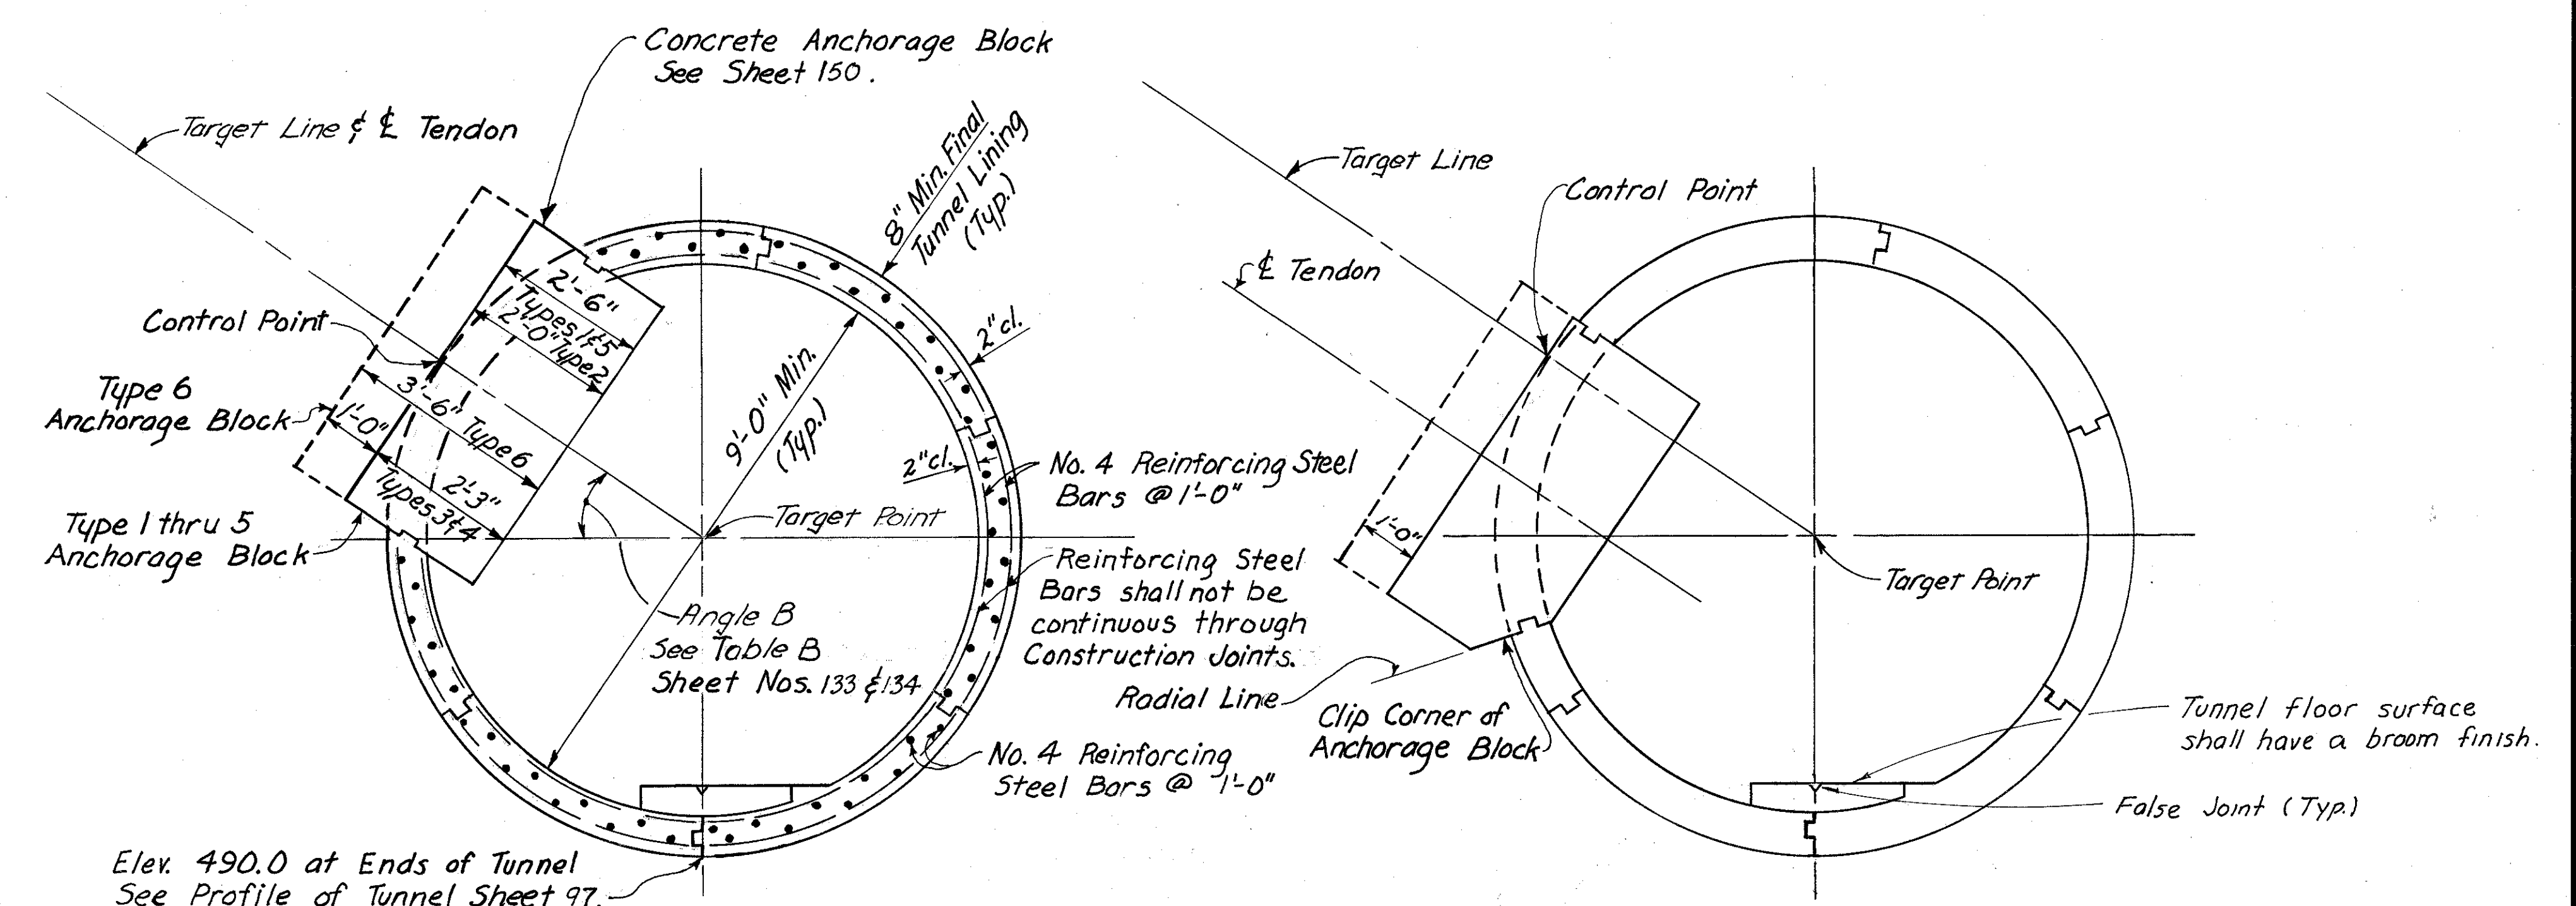 Concrete Anchorage Block
See Sheet 150.
Target Line & ℄ Tendon
8" Min. Final
Tunnel Lining
(Typ.)
2'-6"
Types 1&5
2'-0" Type 2
Control Point
Type 6
Anchorage Block
3'-6" Type 6
1'-0"
2'-3"
Types 3&4
Type 1 thru 5
Anchorage Block
9'-0" Min.
(Typ.)
2" cl.
2" cl.
No. 4 Reinforcing Steel
Bars @ 1'-0"
Target Point
Reinforcing Steel
Bars shall not be
continuous through
Construction Joints.
Angle B
See Table B
Sheet Nos. 133 & 134
No. 4 Reinforcing
Steel Bars @ 1'-0"
Elev. 490.0 at Ends of Tunnel
See Profile of Tunnel Sheet 97.
Target Line
Control Point
℄ Tendon
1'-0"
Target Point
Radial Line
Clip Corner of
Anchorage Block
Tunnel floor surface
shall have a broom finish.
False Joint (Typ.)